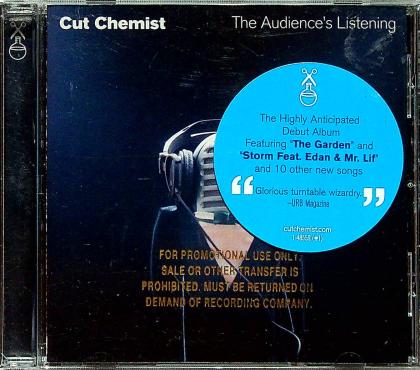 Cut Chemist
The Audience's Listening
The Highly Anticipated
Debut Album
Featuring "The Garden" and
"Storm Feat. Edan & Mr. Lif"
and 10 other new songs
"Glorious turntable wizardry."
–URB Magazine
cutchemist.com
FOR PROMOTIONAL USE ONLY.
SALE OR OTHER TRANSFER IS
PROHIBITED. MUST BE RETURNED ON
DEMAND OF RECORDING COMPANY.